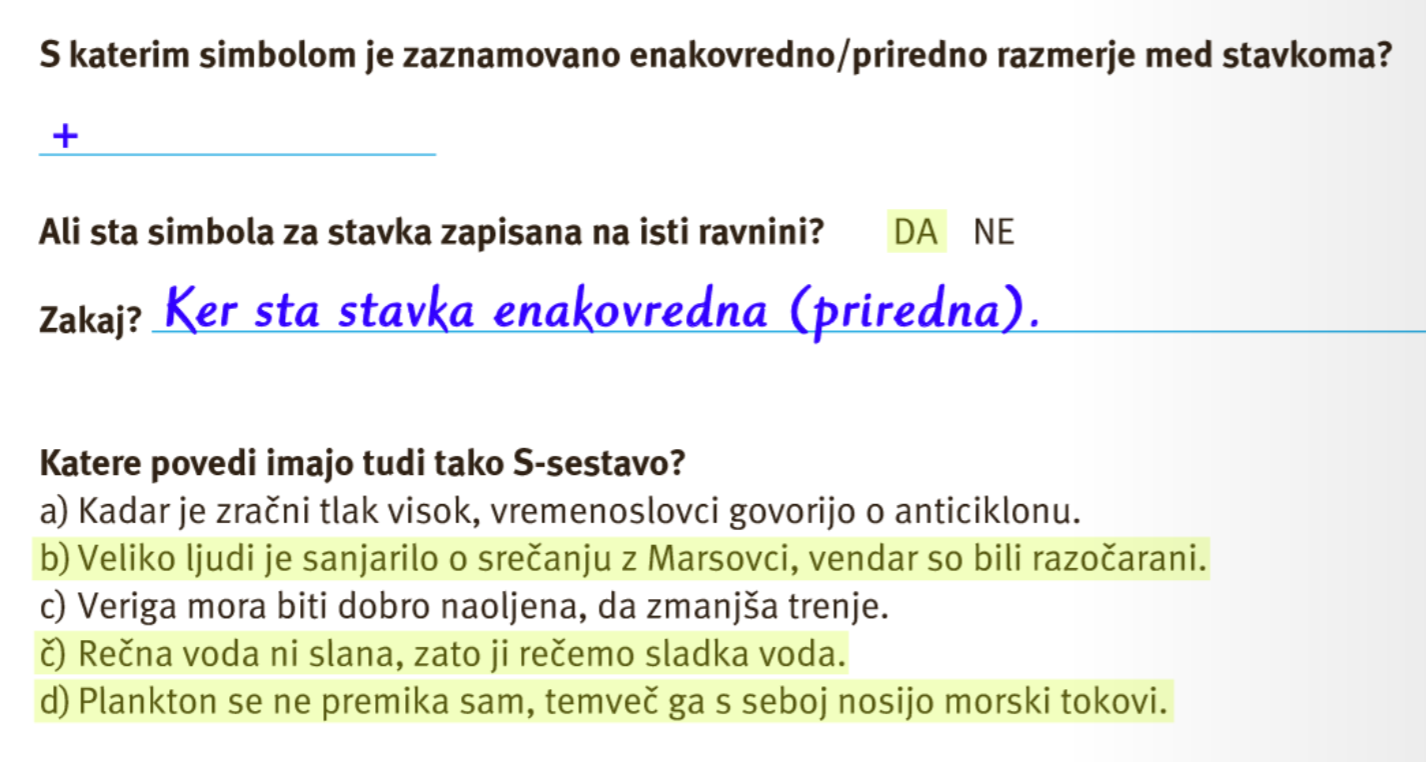 S katerim simbolom je zaznamovano enakovredno/priredno razmerje med stavkoma?
+
Ali sta simbola za stavka zapisana na isti ravnini? DA NE
Zakaj? Ker sta stavka enakovredna (priredna).
Katere povedi imajo tudi tako S-sestavo?
a) Kadar je zračni tlak visok, vremenoslovci govorijo o anticiklonu.
b) Veliko ljudi je sanjarilo o srečanju z Marsovci, vendar so bili razočarani.
c) Veriga mora biti dobro naoljena, da zmanjša trenje.
č) Rečna voda ni slana, zato ji rečemo sladka voda.
d) Plankton se ne premika sam, temveč ga s seboj nosijo morski tokovi.